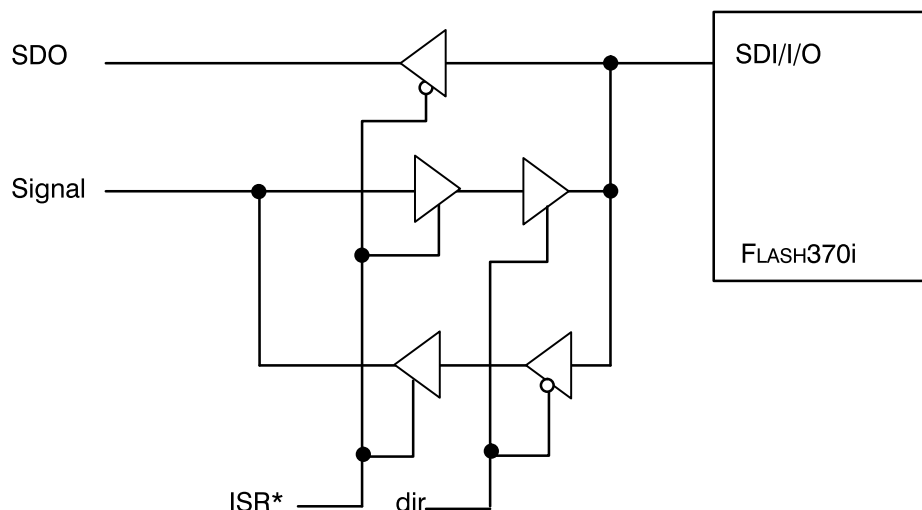 SDO
SDI/I/O
Signal
FLASH370i
ISR*
dir